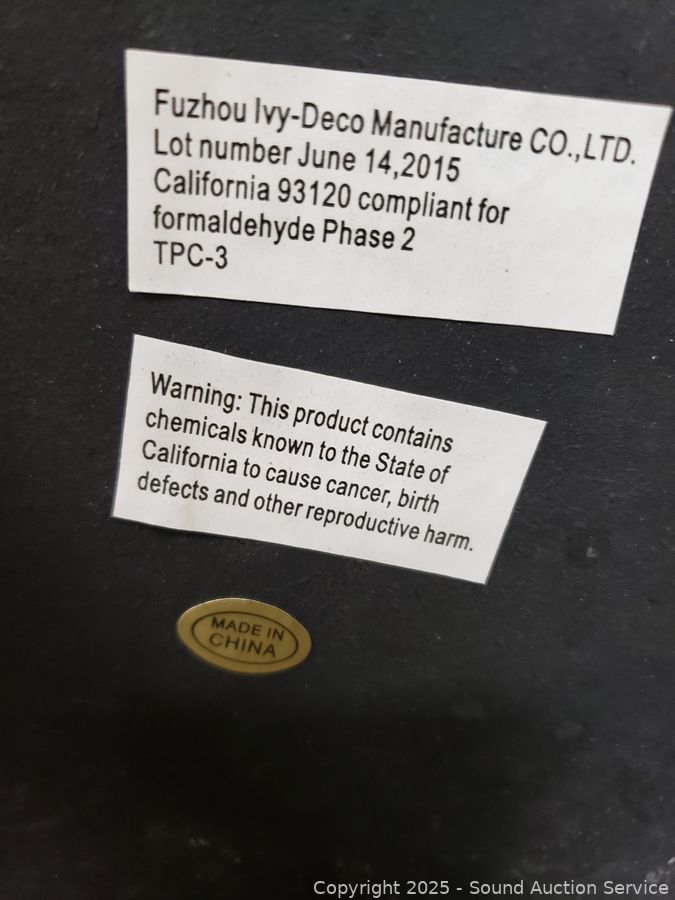 Fuzhou Ivy-Deco Manufacture CO.,LTD.
Lot number June 14,2015
California 93120 compliant for
formaldehyde Phase 2
TPC-3
Warning: This product contains
chemicals known to the State of
California to cause cancer, birth
defects and other reproductive harm.
MADE IN
CHINA
Copyright 2025 - Sound Auction Service